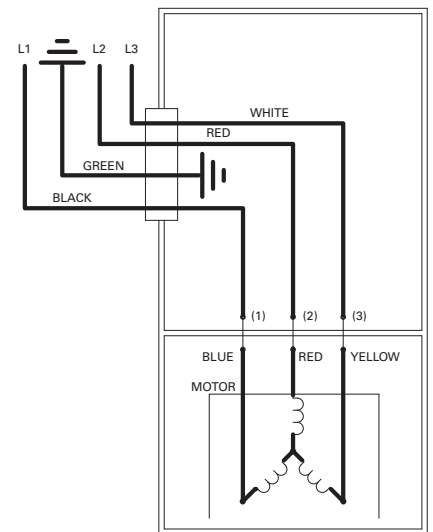 L1 L2 L3
WHITE
RED
GREEN
BLACK
(1) (2) (3)
BLUE RED YELLOW
MOTOR